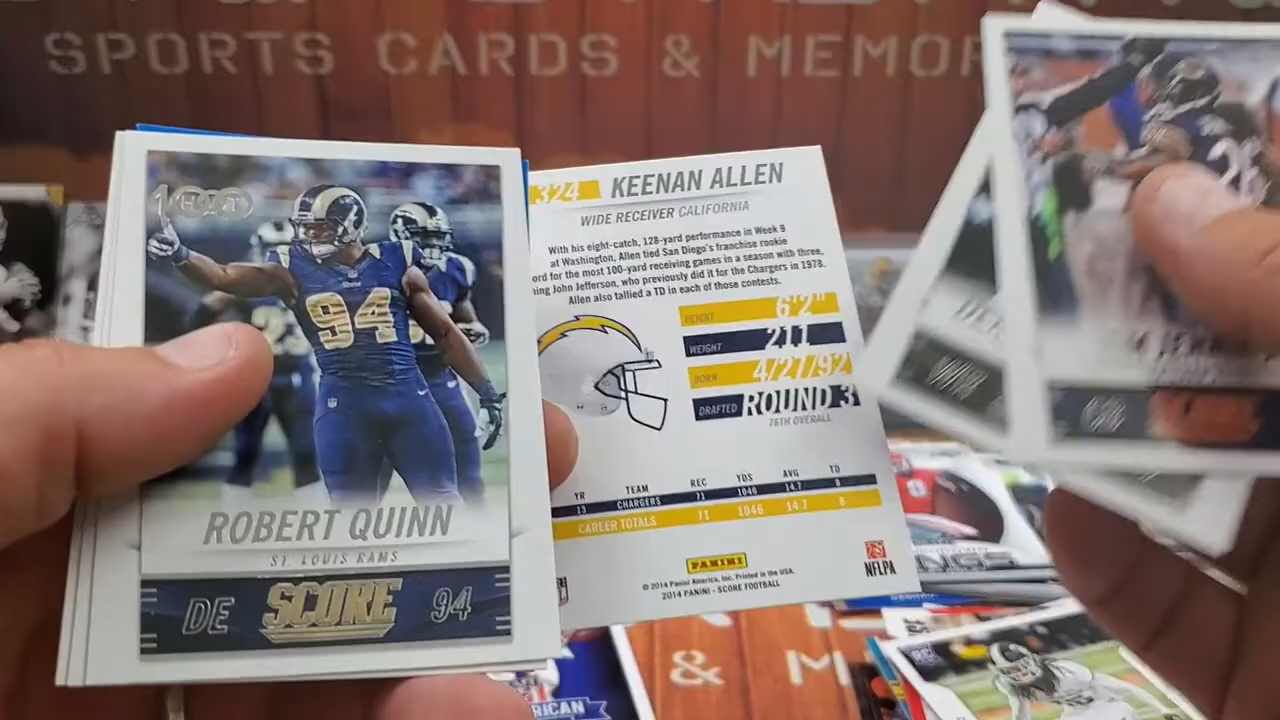 SPORTS CARDS & MEMOR
HOT
94
ROBERT QUINN
ST. LOUIS RAMS
DE SCORE 94
324 KEENAN ALLEN
WIDE RECEIVER CALIFORNIA
With his eight-catch, 128-yard performance in Week 9
at Washington, Allen tied San Diego's franchise rookie
ord for the most 100-yard receiving games in a season with three,
ing John Jefferson, who previously did it for the Chargers in 1978.
Allen also tallied a TD in each of those contests.
HEIGHT 6'2"
WEIGHT 211
BORN 4/27/92
DRAFTED ROUND 3
76TH OVERALL
YR TEAM REC YDS AVG TD
13 CHARGERS 71 1046 14.7 8
CAREER TOTALS 71 1046 14.7 8
PANINI
© 2014 Panini America, Inc. Printed in the USA.
2014 PANINI - SCORE FOOTBALL
NFLPA
& M
RICAN